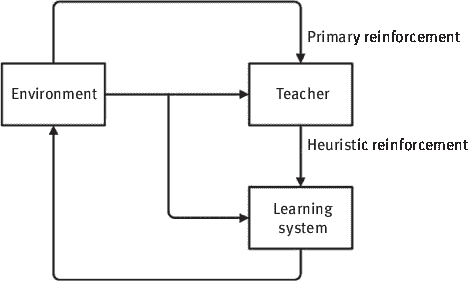 Primary reinforcement
Environment
Teacher
Heuristic reinforcement
Learning
system